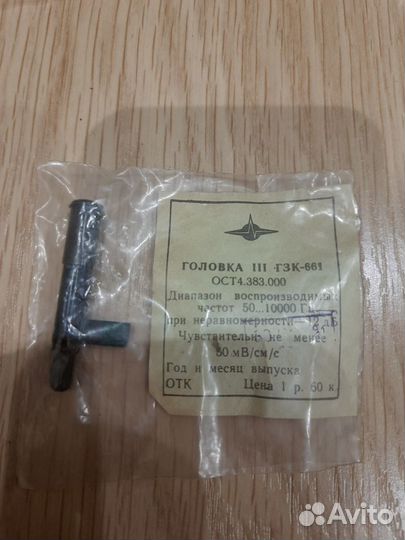 ГОЛОВКА III ГЗК-661
ОСТ4.383.000
Диапазон воспроизводимых
частот 50...10000 Гц
при неравномерности
Чувствительн. не менее
50 мВ/см/с
Год и месяц выпуска
ОТК Цена 1 р. 60 к.
Avito